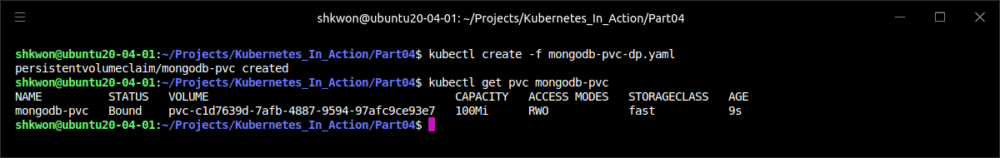 shkwon@ubuntu20-04-01: ~/Projects/Kubernetes_In_Action/Part04
shkwon@ubuntu20-04-01:~/Projects/Kubernetes_In_Action/Part04$ kubectl create -f mongodb-pvc-dp.yaml
persistentvolumeclaim/mongodb-pvc created
shkwon@ubuntu20-04-01:~/Projects/Kubernetes_In_Action/Part04$ kubectl get pvc mongodb-pvc
NAME          STATUS   VOLUME                                     CAPACITY   ACCESS MODES   STORAGECLASS   AGE
mongodb-pvc   Bound    pvc-c1d7639d-7afb-4887-9594-97afc9ce93e7   100Mi      RWO            fast           9s
shkwon@ubuntu20-04-01:~/Projects/Kubernetes_In_Action/Part04$